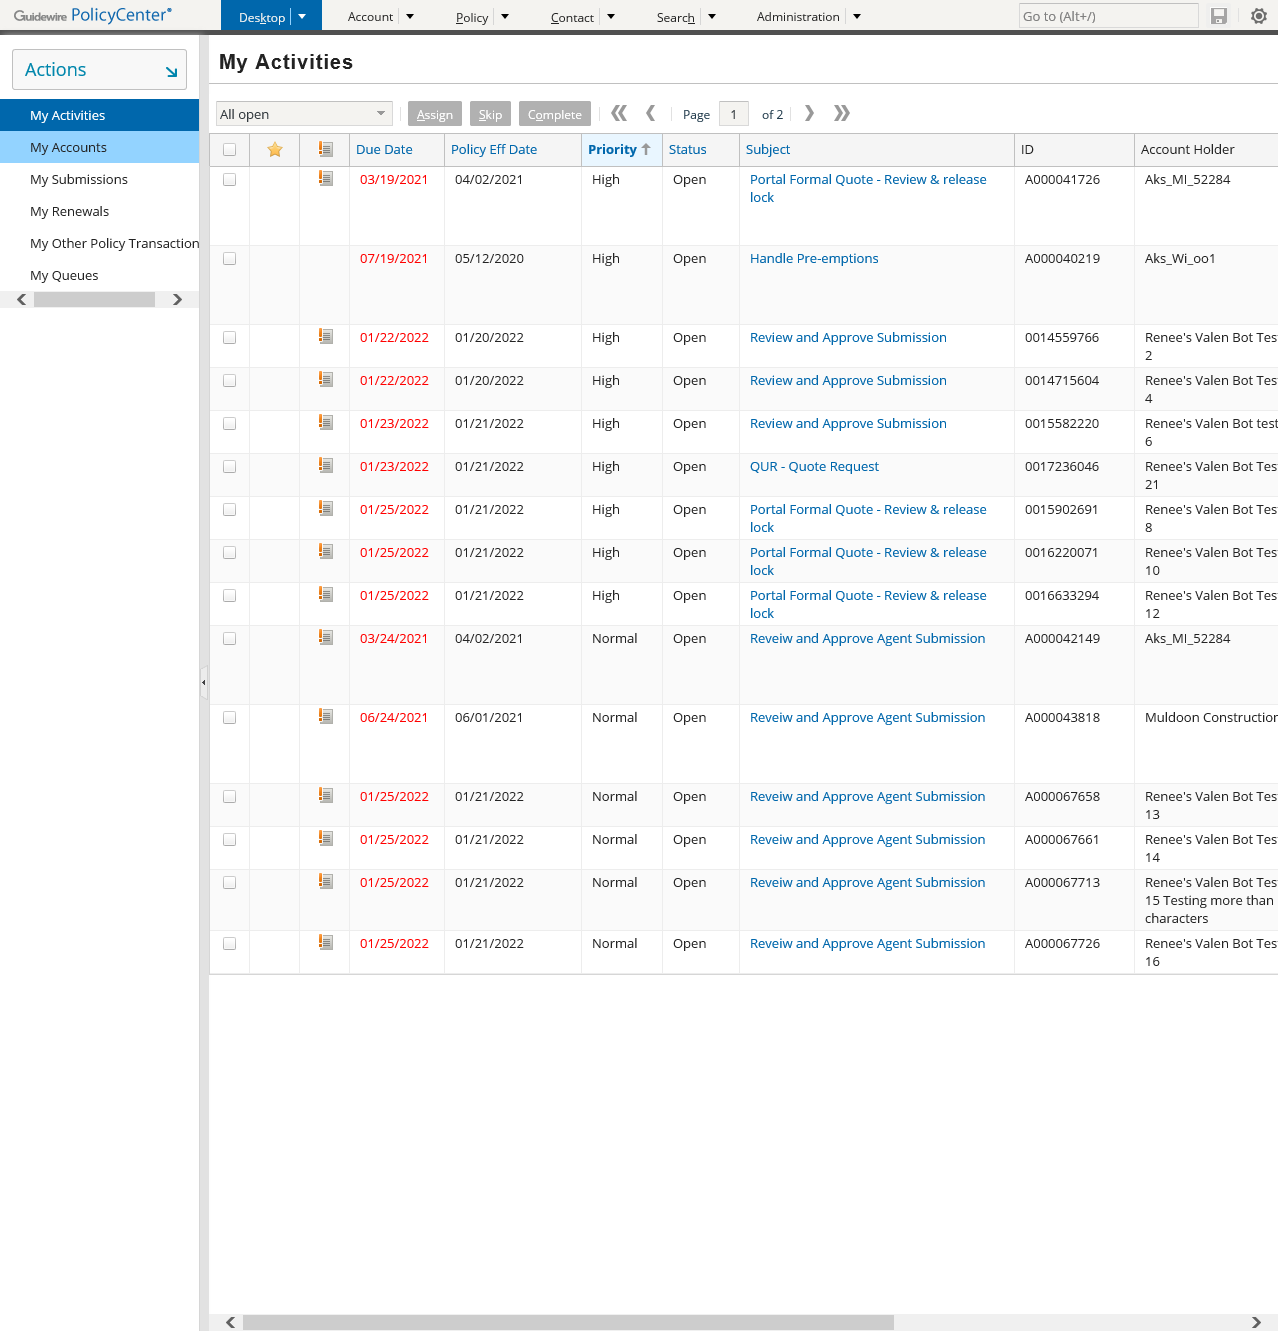 Guidewire PolicyCenter®
Desktop Account Policy Contact Search Administration Go to (Alt+/)
Actions
My Activities
My Accounts
My Submissions
My Renewals
My Other Policy Transaction
My Queues
My Activities
All open Assign Skip Complete Page 1 of 2
Due Date Policy Eff Date Priority Status Subject ID Account Holder
03/19/2021 04/02/2021 High Open Portal Formal Quote - Review & release A000041726 Aks_MI_52284
lock
07/19/2021 05/12/2020 High Open Handle Pre-emptions A000040219 Aks_Wi_oo1
01/22/2022 01/20/2022 High Open Review and Approve Submission 0014559766 Renee's Valen Bot Tes
2
01/22/2022 01/20/2022 High Open Review and Approve Submission 0014715604 Renee's Valen Bot Tes
4
01/23/2022 01/21/2022 High Open Review and Approve Submission 0015582220 Renee's Valen Bot test
6
01/23/2022 01/21/2022 High Open QUR - Quote Request 0017236046 Renee's Valen Bot Tes
21
01/25/2022 01/21/2022 High Open Portal Formal Quote - Review & release 0015902691 Renee's Valen Bot Tes
lock 8
01/25/2022 01/21/2022 High Open Portal Formal Quote - Review & release 0016220071 Renee's Valen Bot Tes
lock 10
01/25/2022 01/21/2022 High Open Portal Formal Quote - Review & release 0016633294 Renee's Valen Bot Tes
lock 12
03/24/2021 04/02/2021 Normal Open Reveiw and Approve Agent Submission A000042149 Aks_MI_52284
06/24/2021 06/01/2021 Normal Open Reveiw and Approve Agent Submission A000043818 Muldoon Construction
01/25/2022 01/21/2022 Normal Open Reveiw and Approve Agent Submission A000067658 Renee's Valen Bot Tes
13
01/25/2022 01/21/2022 Normal Open Reveiw and Approve Agent Submission A000067661 Renee's Valen Bot Tes
14
01/25/2022 01/21/2022 Normal Open Reveiw and Approve Agent Submission A000067713 Renee's Valen Bot Tes
15 Testing more than
characters
01/25/2022 01/21/2022 Normal Open Reveiw and Approve Agent Submission A000067726 Renee's Valen Bot Tes
16